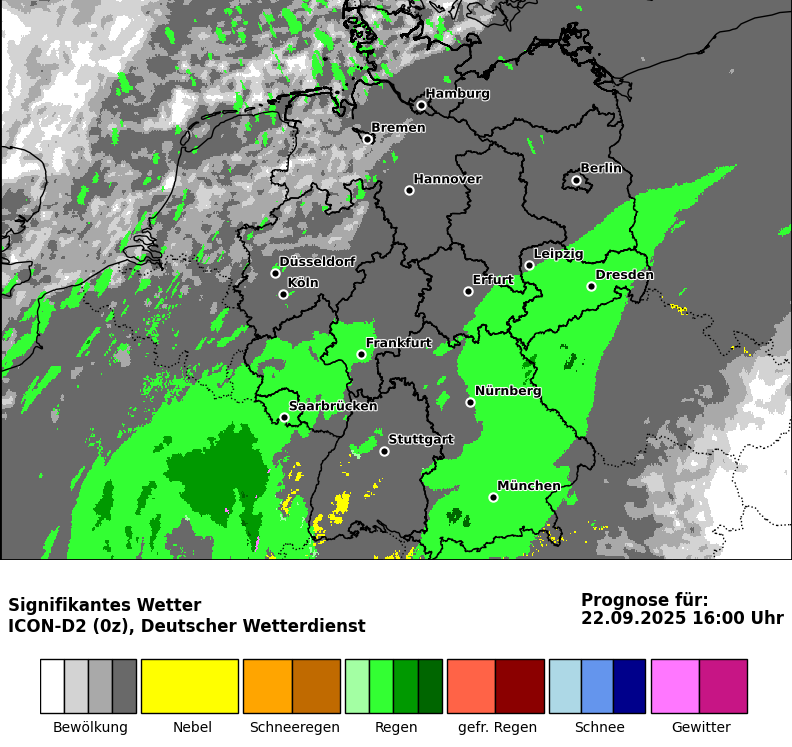 Hamburg
Bremen
Berlin
Hannover
Leipzig
Düsseldorf
Dresden
Köln
Erfurt
Frankfurt
Nürnberg
Saarbrücken
Stuttgart
München
Signifikantes Wetter
ICON-D2 (0z), Deutscher Wetterdienst
Prognose für:
22.09.2025 16:00 Uhr
Bewölkung
Nebel
Schneeregen
Regen
gefr. Regen
Schnee
Gewitter